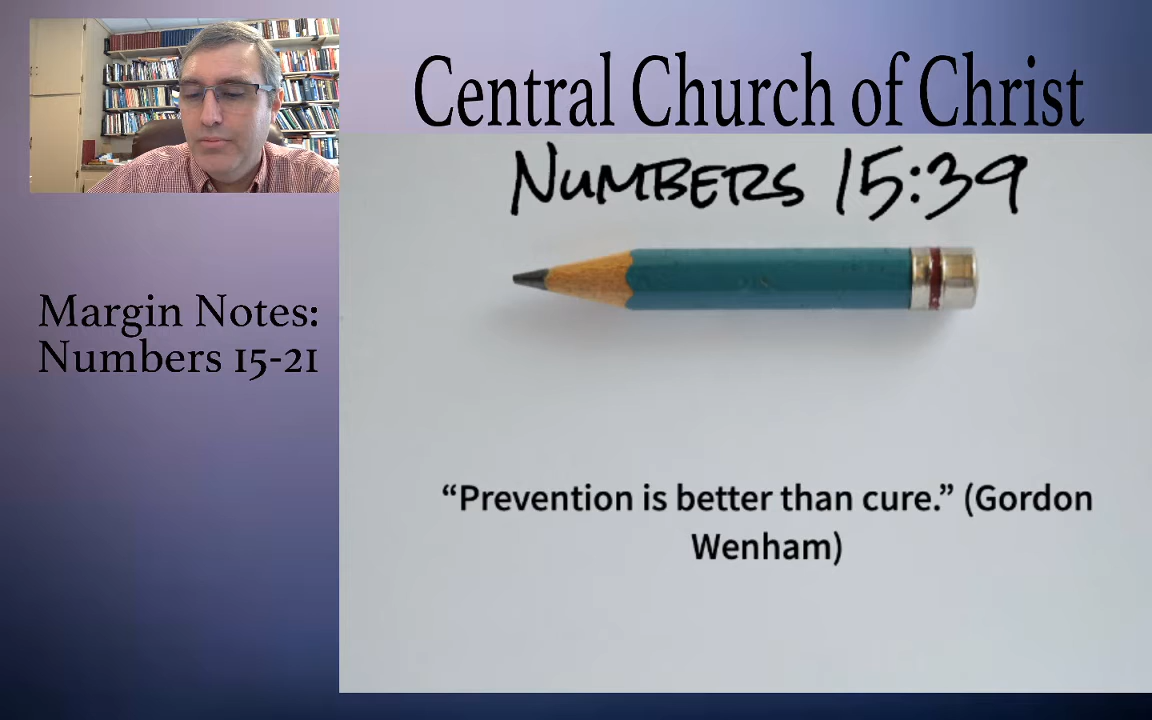 Central Church of Christ
NUMBERS 15:39
Margin Notes:
Numbers 15-21
“Prevention is better than cure.” (Gordon
Wenham)